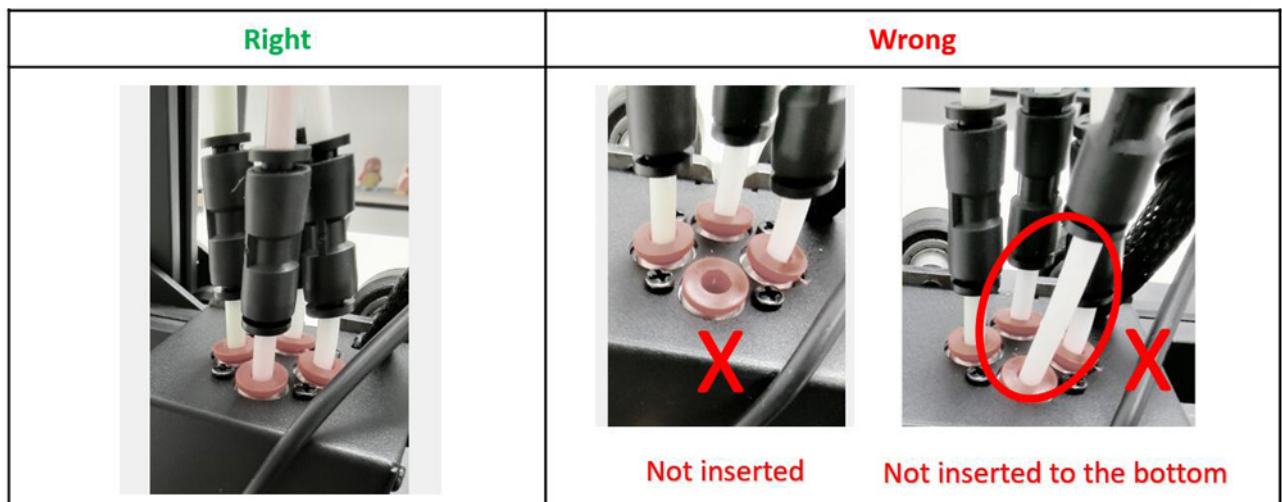 Right
Wrong
X
X
Not inserted
Not inserted to the bottom